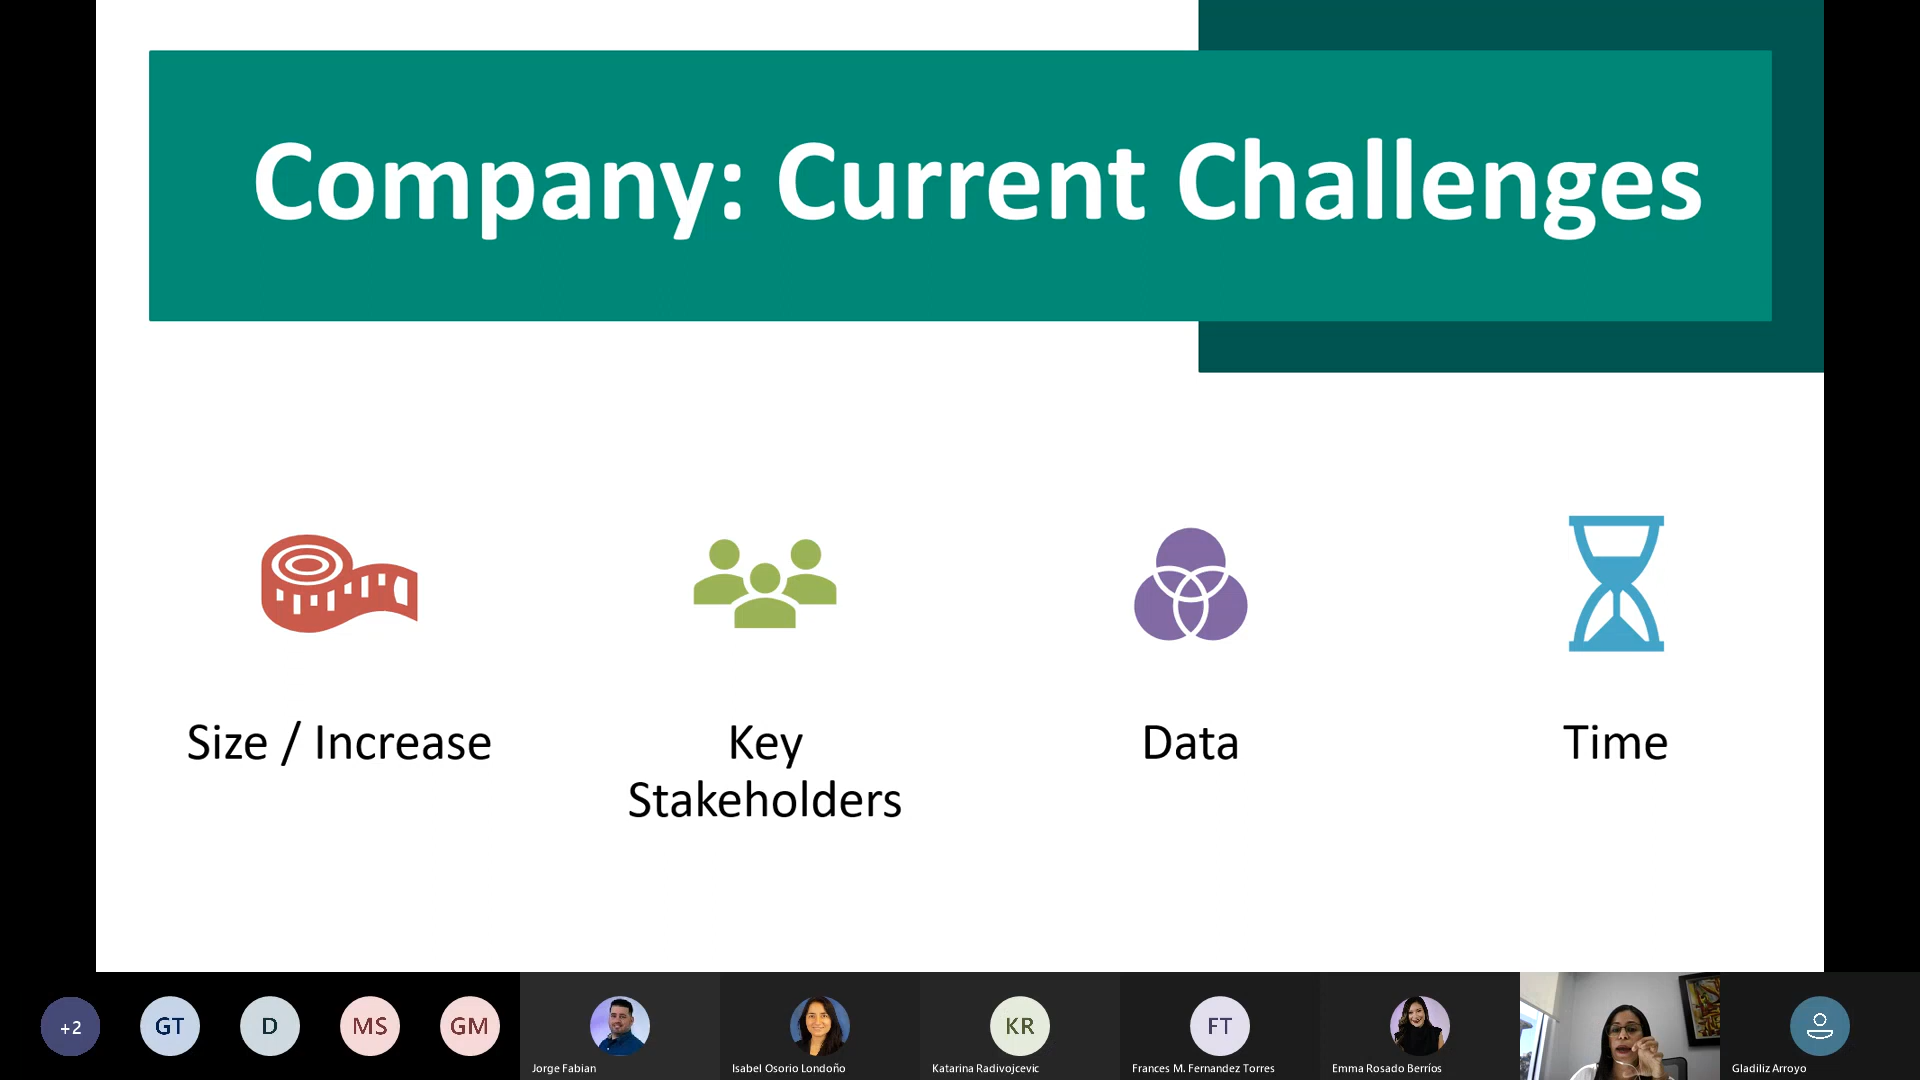 Company: Current Challenges
Size / Increase
Key
Stakeholders
Data
Time
+2
GT
D
MS
GM
KR
FT
Jorge Fabian
Isabel Osorio Londoño
Katarina Radivojcevic
Frances M. Fernandez Torres
Emma Rosado Berríos
Gladiliz Arroyo